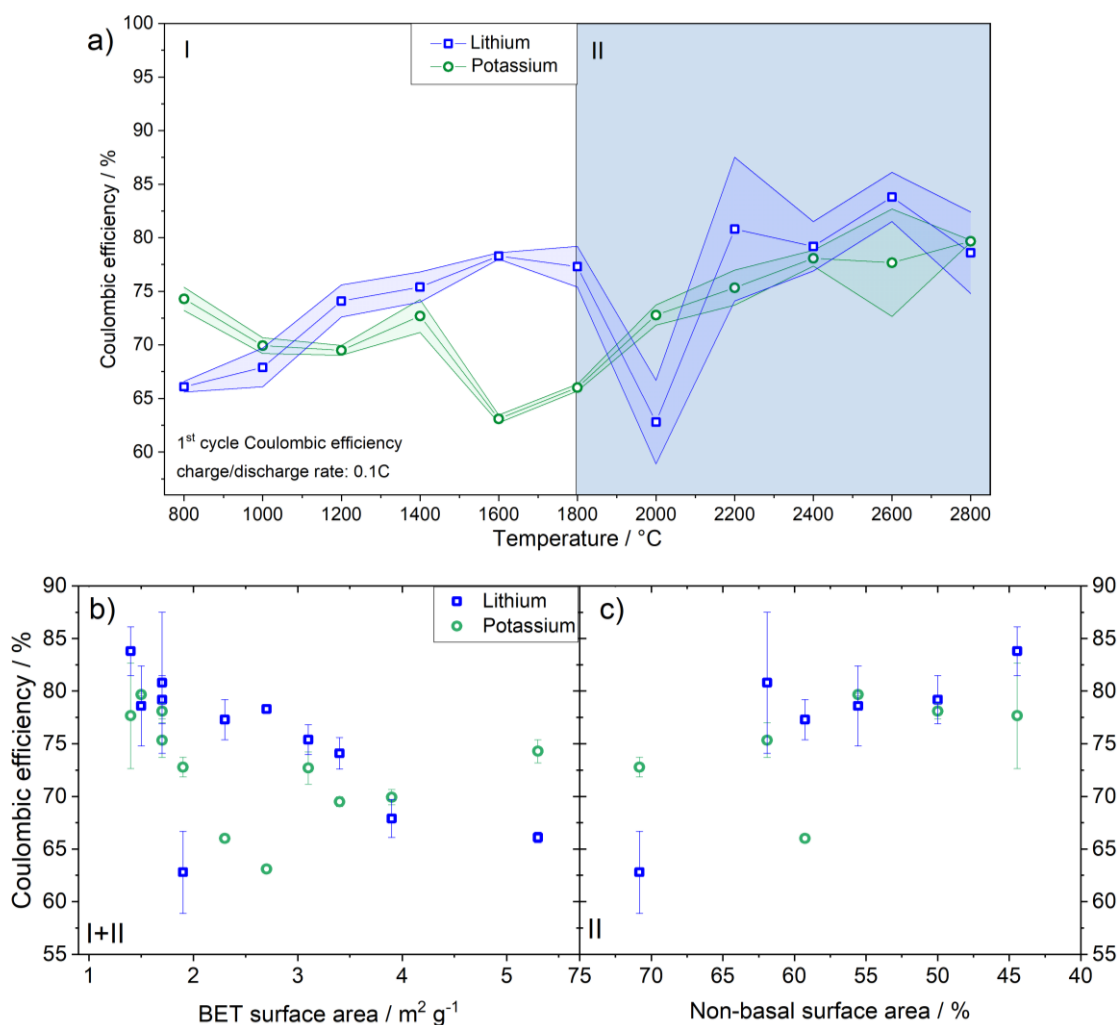 a)
I
II
Lithium
Potassium
100
95
90
85
80
75
70
65
60
Coulombic efficiency / %
1st cycle Coulombic efficiency
charge/discharge rate: 0.1C
800 1000 1200 1400 1600 1800 2000 2200 2400 2600 2800
Temperature / °C
b)
Lithium
Potassium
c)
90
85
80
75
70
65
60
55
Coulombic efficiency / %
I+II
II
90
85
80
75
70
65
60
55
1 2 3 4 5
75 70 65 60 55 50 45 40
BET surface area / m² g⁻¹
Non-basal surface area / %